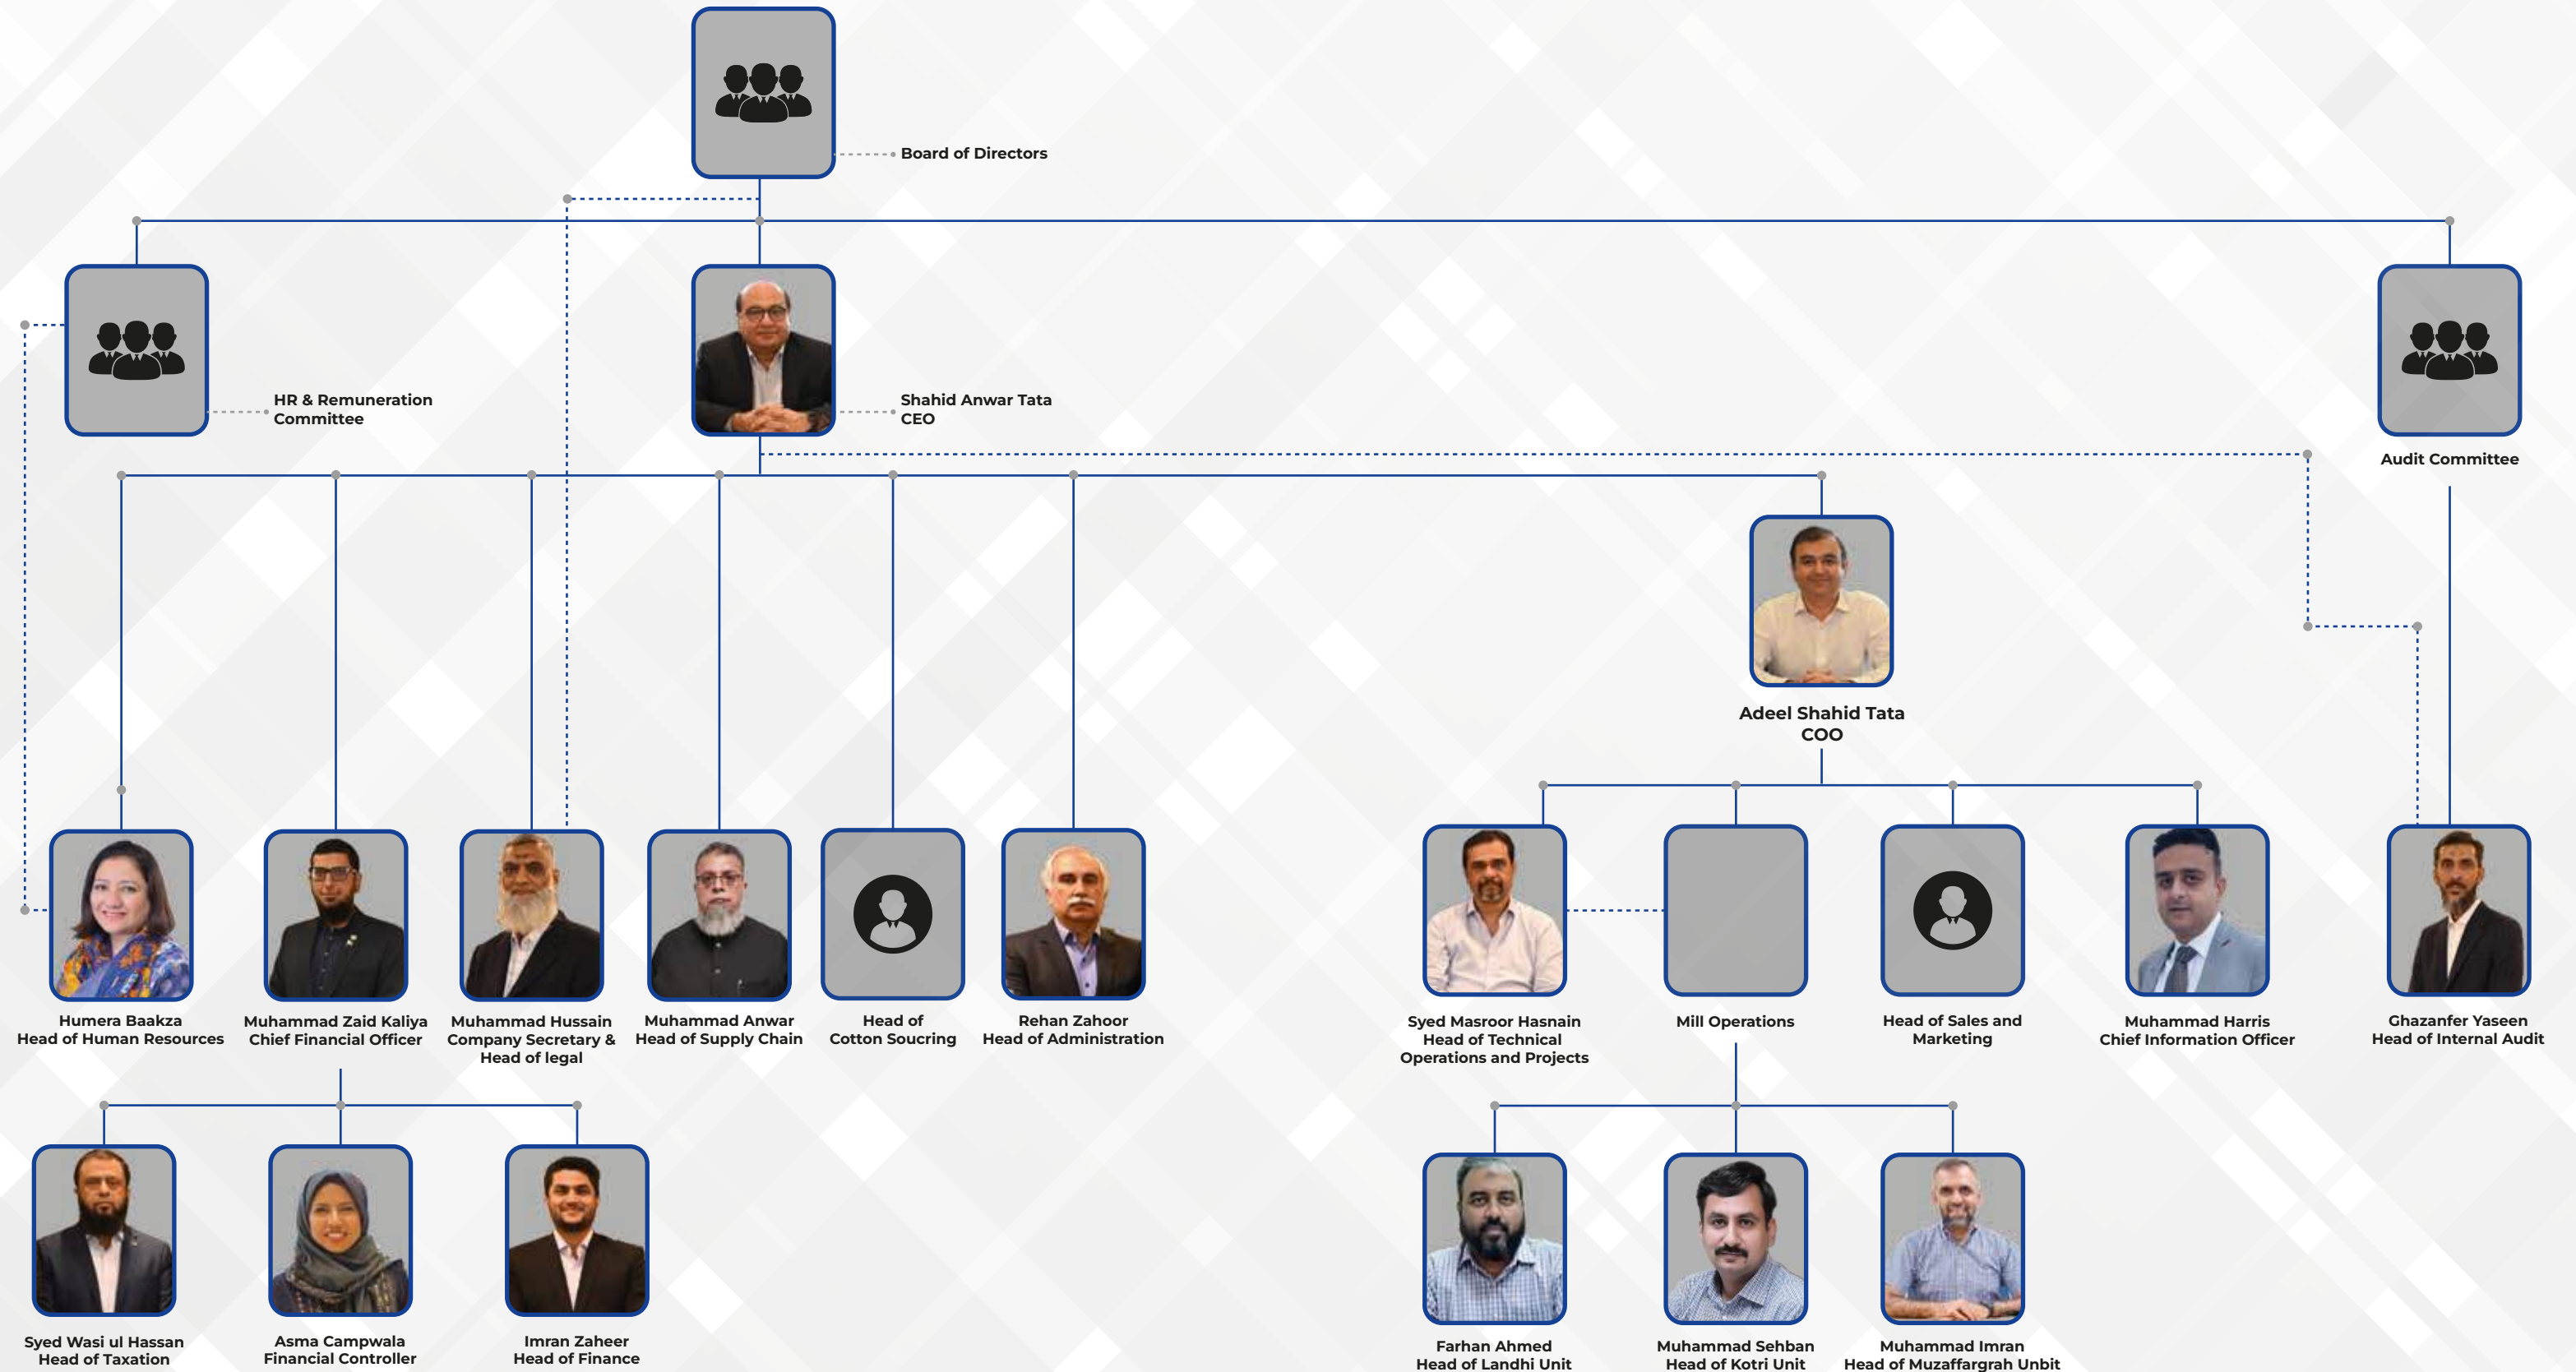 Board of Directors
HR & Remuneration
Committee
Shahid Anwar Tata
CEO
Audit Committee
Adeel Shahid Tata
COO
Humera Baakza
Head of Human Resources
Muhammad Zaid Kaliya
Chief Financial Officer
Muhammad Hussain
Company Secretary &
Head of legal
Muhammad Anwar
Head of Supply Chain
Head of
Cotton Soucring
Rehan Zahoor
Head of Administration
Syed Masroor Hasnain
Head of Technical
Operations and Projects
Mill Operations
Head of Sales and
Marketing
Muhammad Harris
Chief Information Officer
Ghazanfer Yaseen
Head of Internal Audit
Syed Wasi ul Hassan
Head of Taxation
Asma Campwala
Financial Controller
Imran Zaheer
Head of Finance
Farhan Ahmed
Head of Landhi Unit
Muhammad Sehban
Head of Kotri Unit
Muhammad Imran
Head of Muzaffargrah Unbit